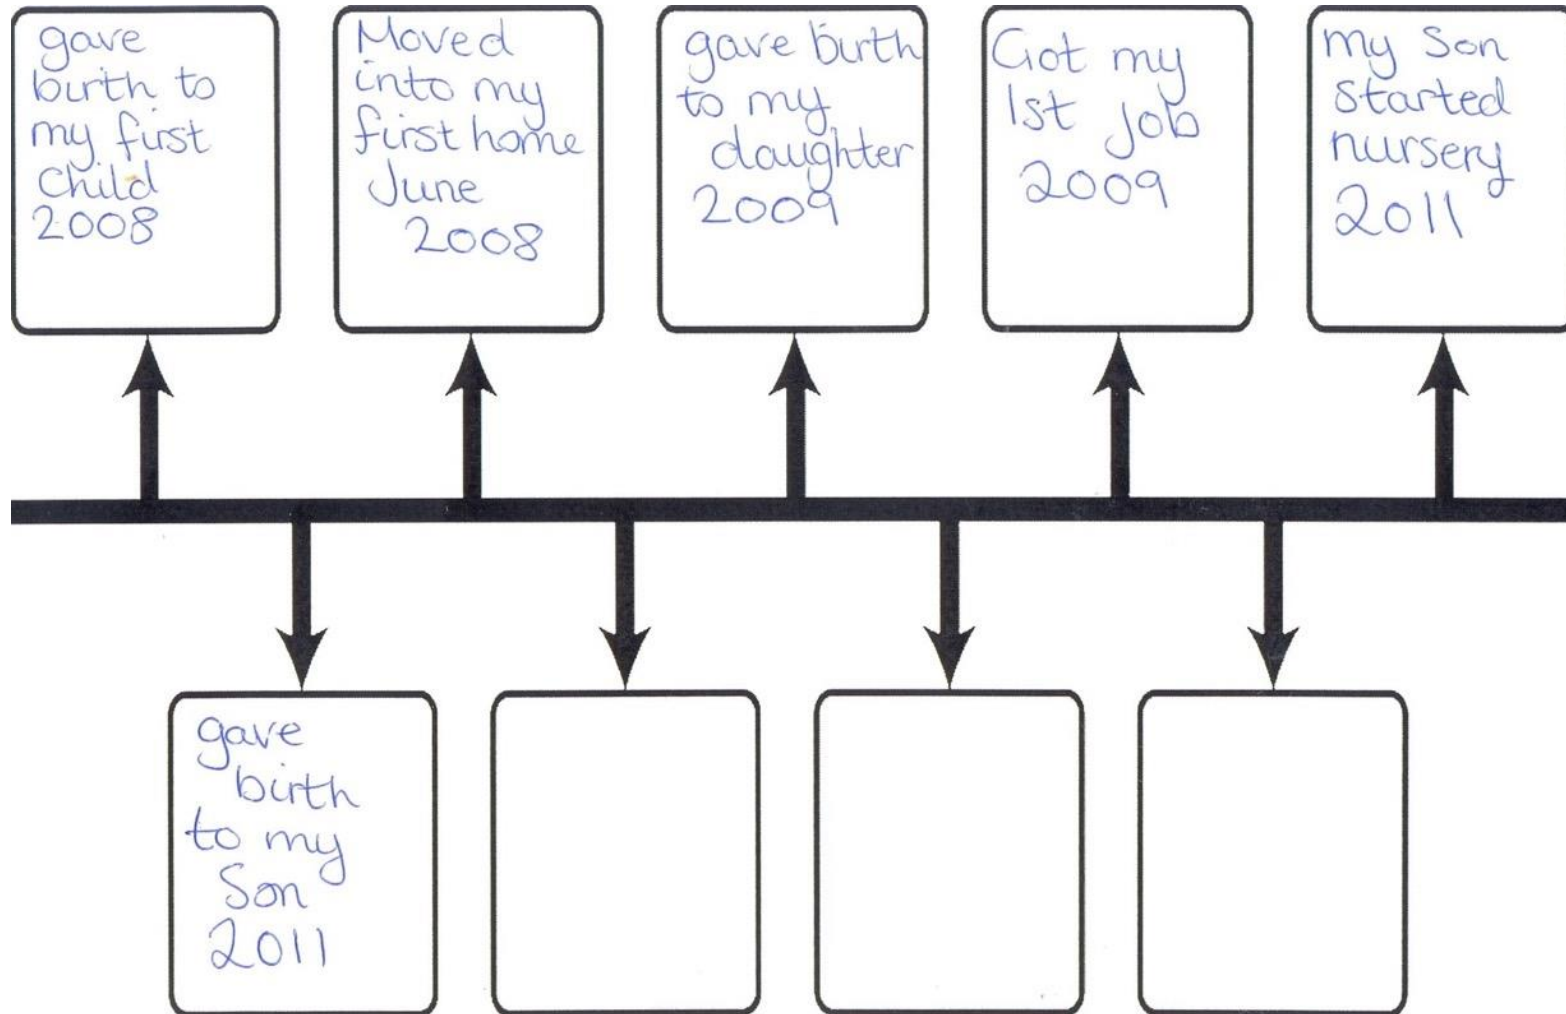 gave
birth to
my first
child
2008
Moved
into my
first home
June
2008
gave birth
to my
daughter
2009
Got my
1st job
2009
my Son
started
nursery
2011
gave
birth
to my
Son
2011